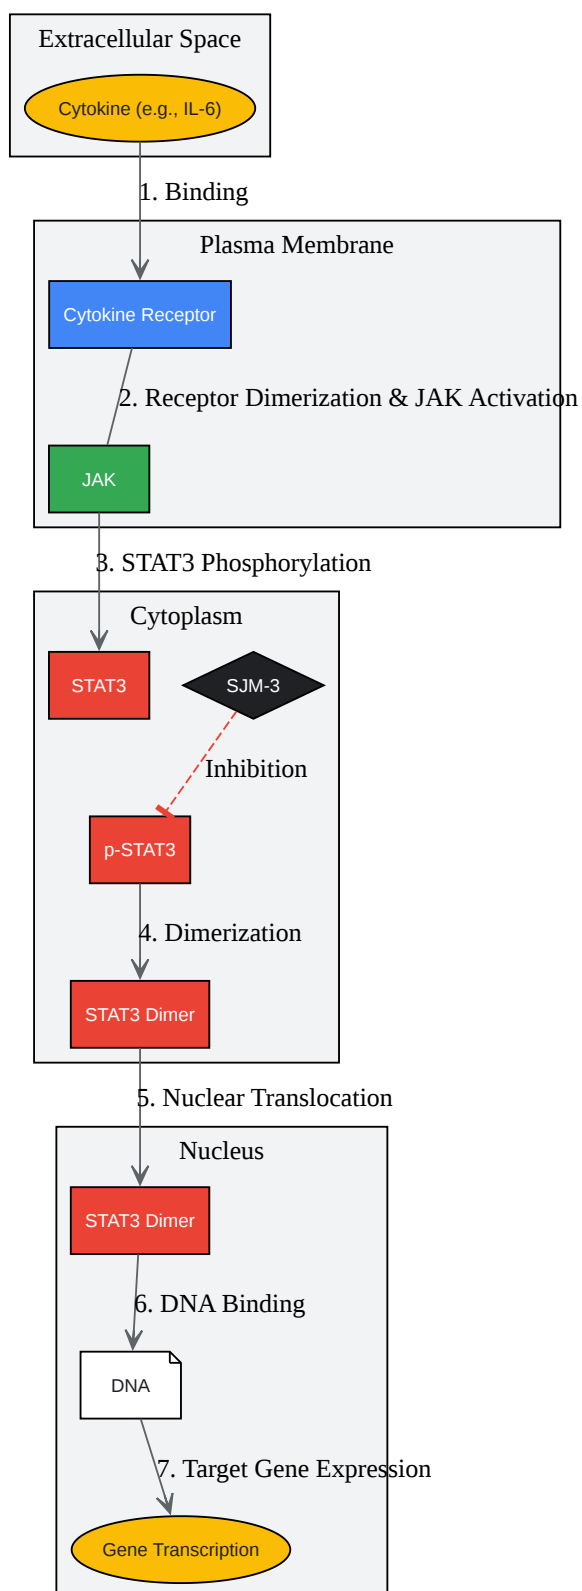 Extracellular Space
Cytokine (e.g., IL-6)
1. Binding
Plasma Membrane
Cytokine Receptor
2. Receptor Dimerization & JAK Activation
JAK
3. STAT3 Phosphorylation
Cytoplasm
STAT3
SJM-3
Inhibition
p-STAT3
4. Dimerization
STAT3 Dimer
5. Nuclear Translocation
Nucleus
STAT3 Dimer
6. DNA Binding
DNA
7. Target Gene Expression
Gene Transcription